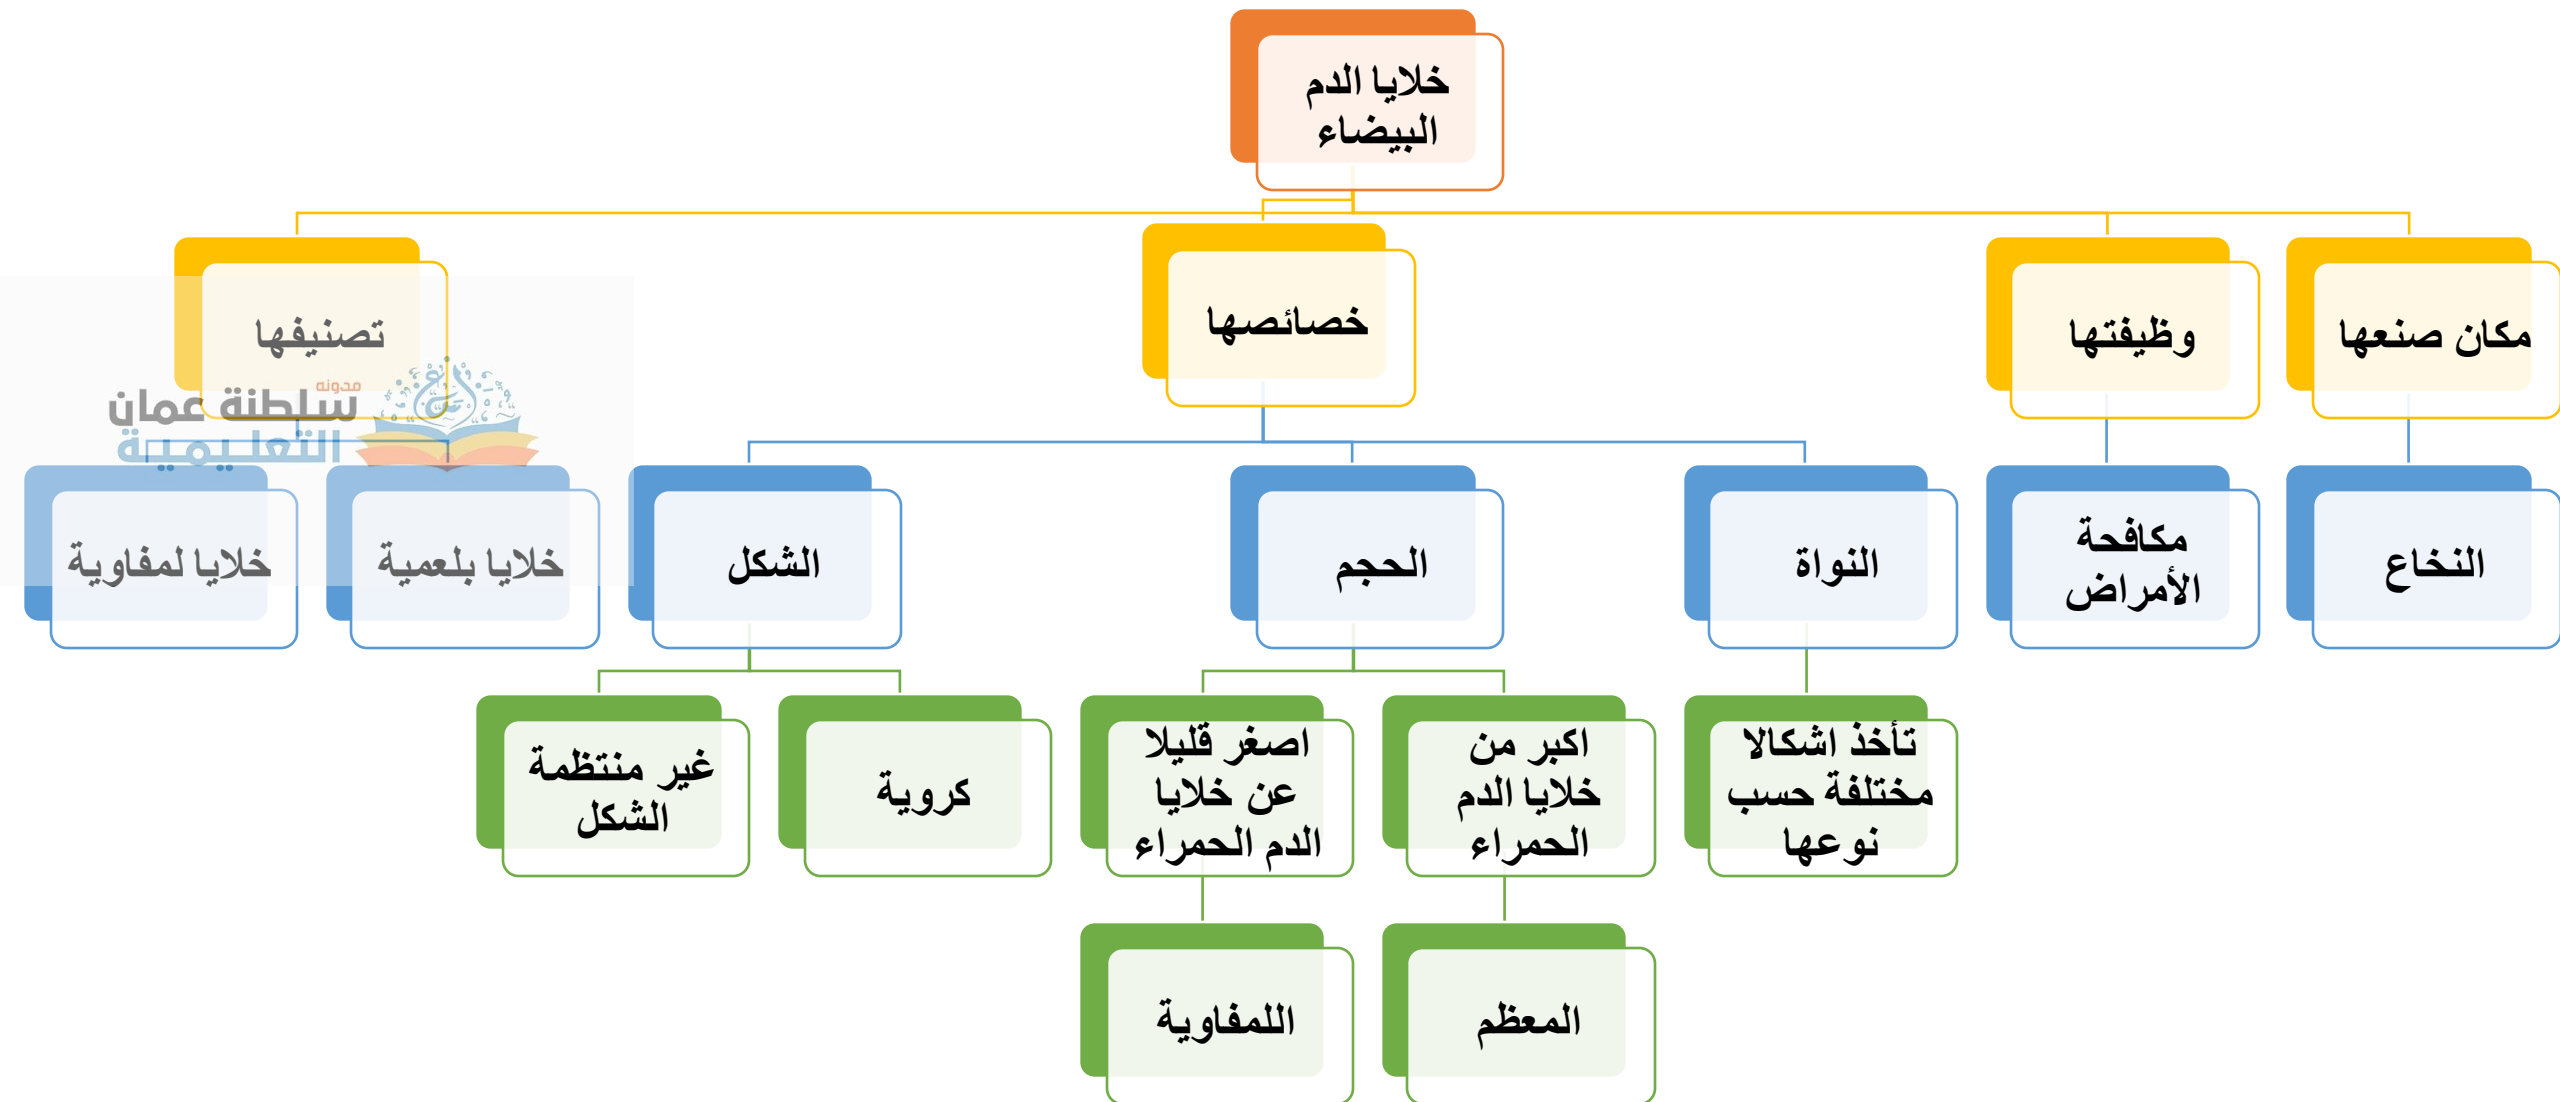 خلايا الدم
البيضاء
مكان صنعها
وظيفتها
خصائصها
تصنيفها
مدونه
سلطنة عمان
التعليمية
النخاع
مكافحة
الأمراض
النواة
الحجم
الشكل
خلايا بلعمية
خلايا لمفاوية
تأخذ اشكالا
مختلفة حسب
نوعها
اكبر من
خلايا الدم
الحمراء
اصغر قليلا
عن خلايا
الدم الحمراء
كروية
غير منتظمة
الشكل
المعظم
اللمفاوية